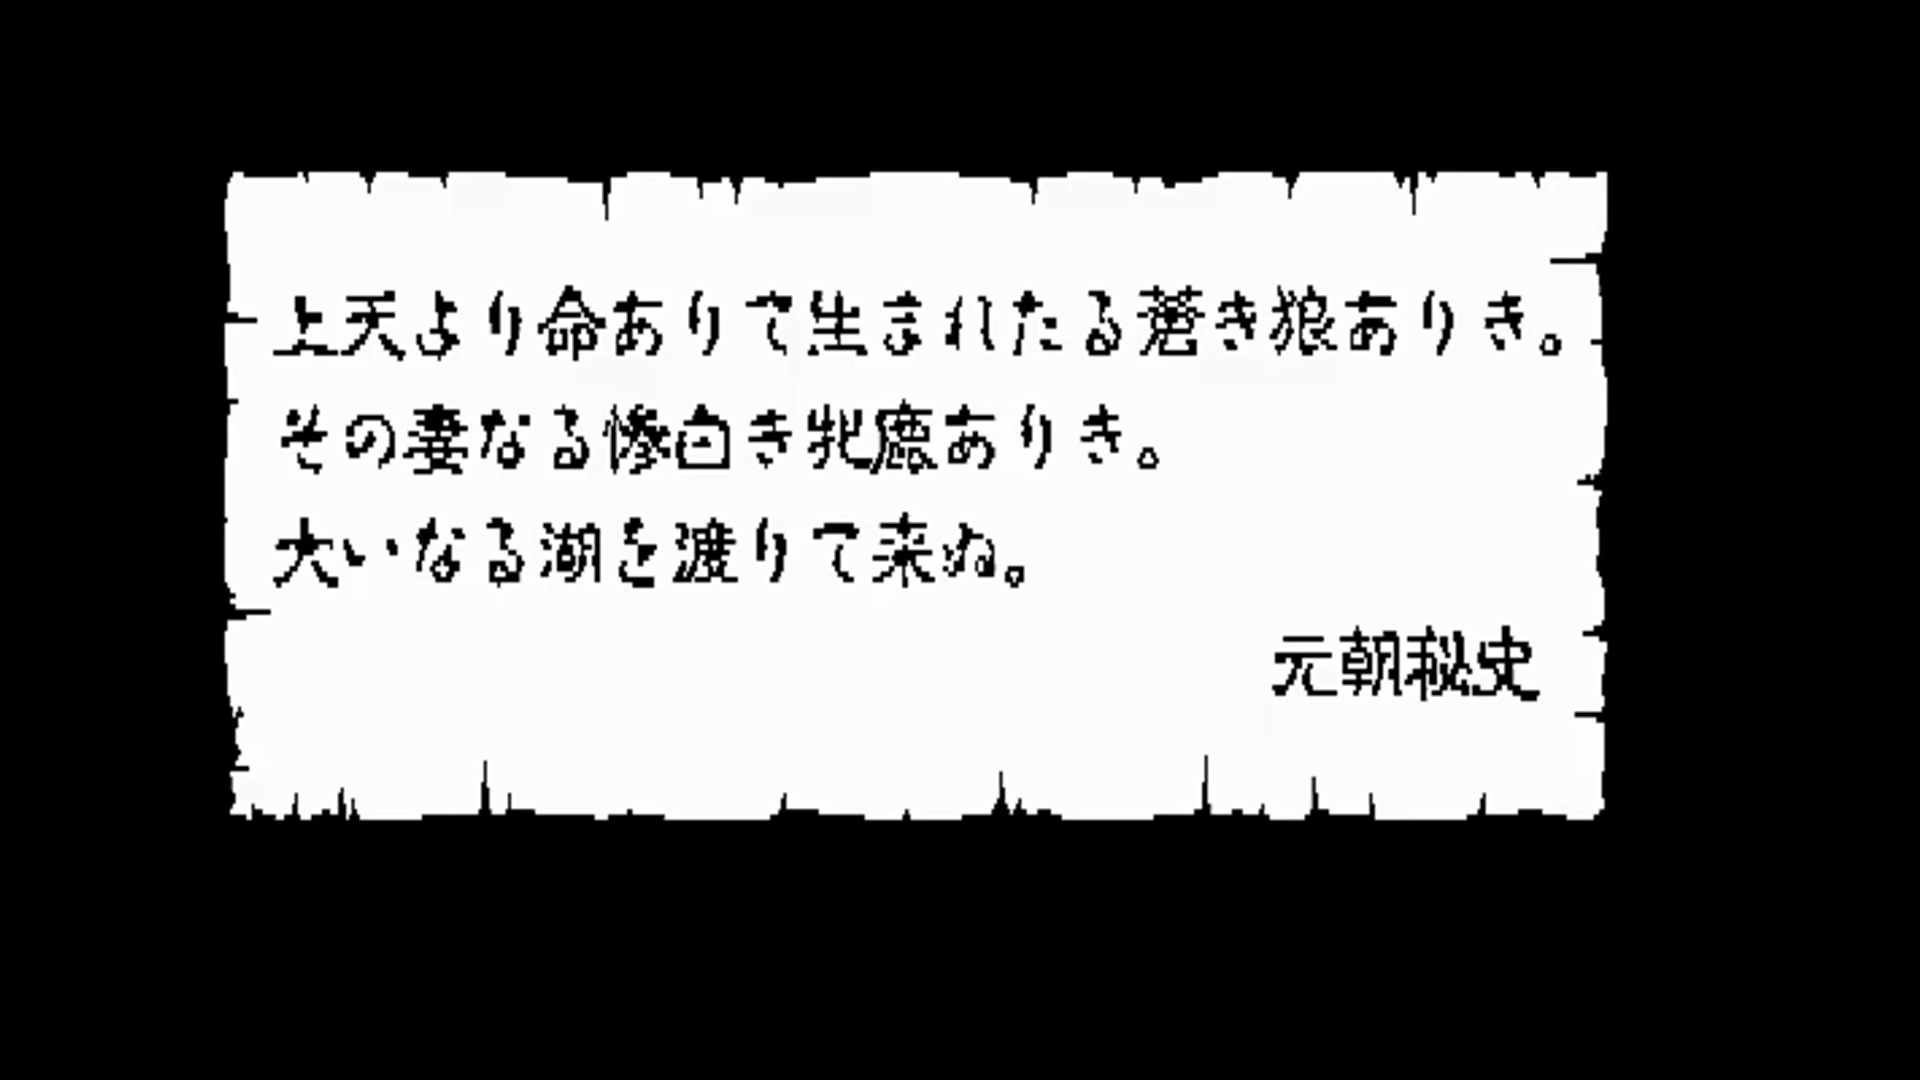 上天より命ありて生まれたる蒼き狼ありき。
その妻なる惨白き牝鹿ありき。
大いなる湖を渡りて来ぬ。
元朝秘史